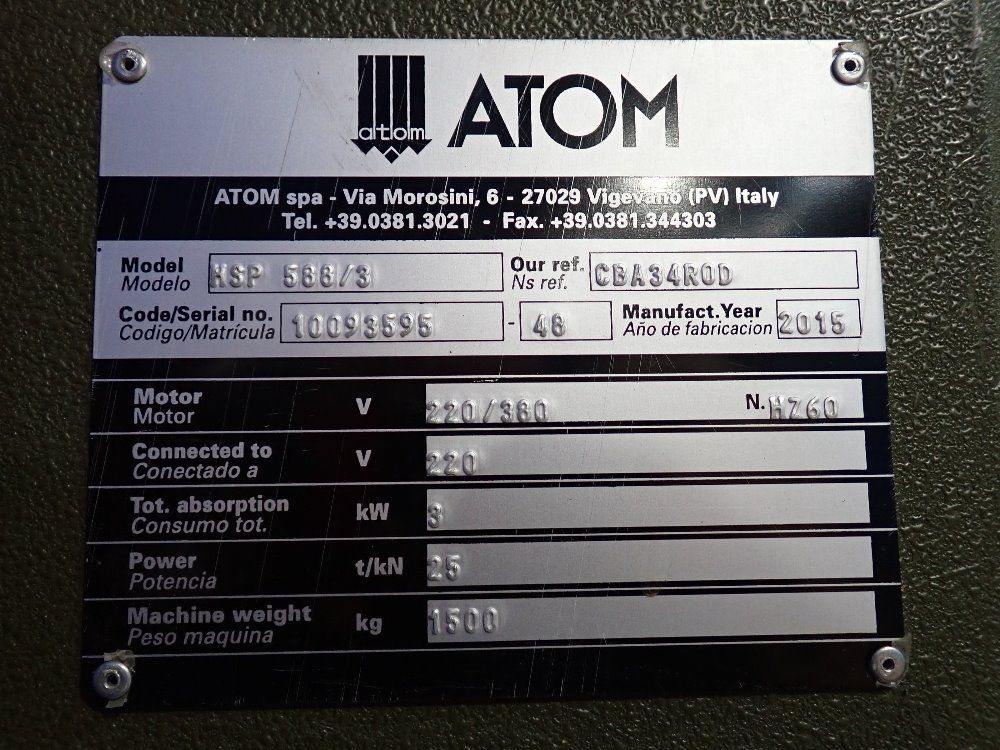 atom ATOM
ATOM spa - Via Morosini, 6 - 27029 Vigevano (PV) Italy
Tel. +39.0381.3021 - Fax. +39.0381.344303
Model HSP 588/3 Our ref. CBA34ROD
Modelo Ns ref.
Code/Serial no. 10093595 - 48 Manufact.Year 2015
Codigo/Matrícula Año de fabricacion
Motor V 220/380 N. HZ60
Motor
Connected to V 220
Conectado a
Tot. absorption kW 3
Consumo tot.
Power t/kN 25
Potencia
Machine weight kg 1500
Peso maquina